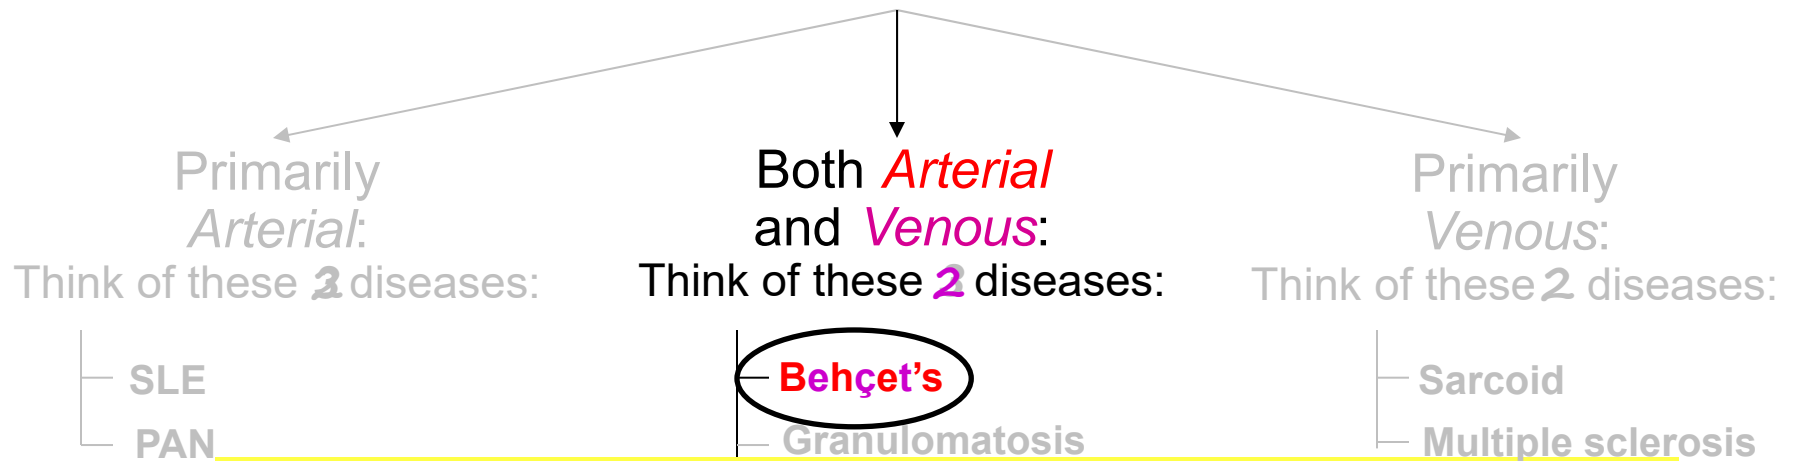 Primarily
Arterial:
Think of these 2 diseases:
SLE
PAN
Both Arterial
and Venous:
Think of these 2 diseases:
Behçet’s
Granulomatosis
Primarily
Venous:
Think of these 2 diseases:
Sarcoid
Multiple sclerosis